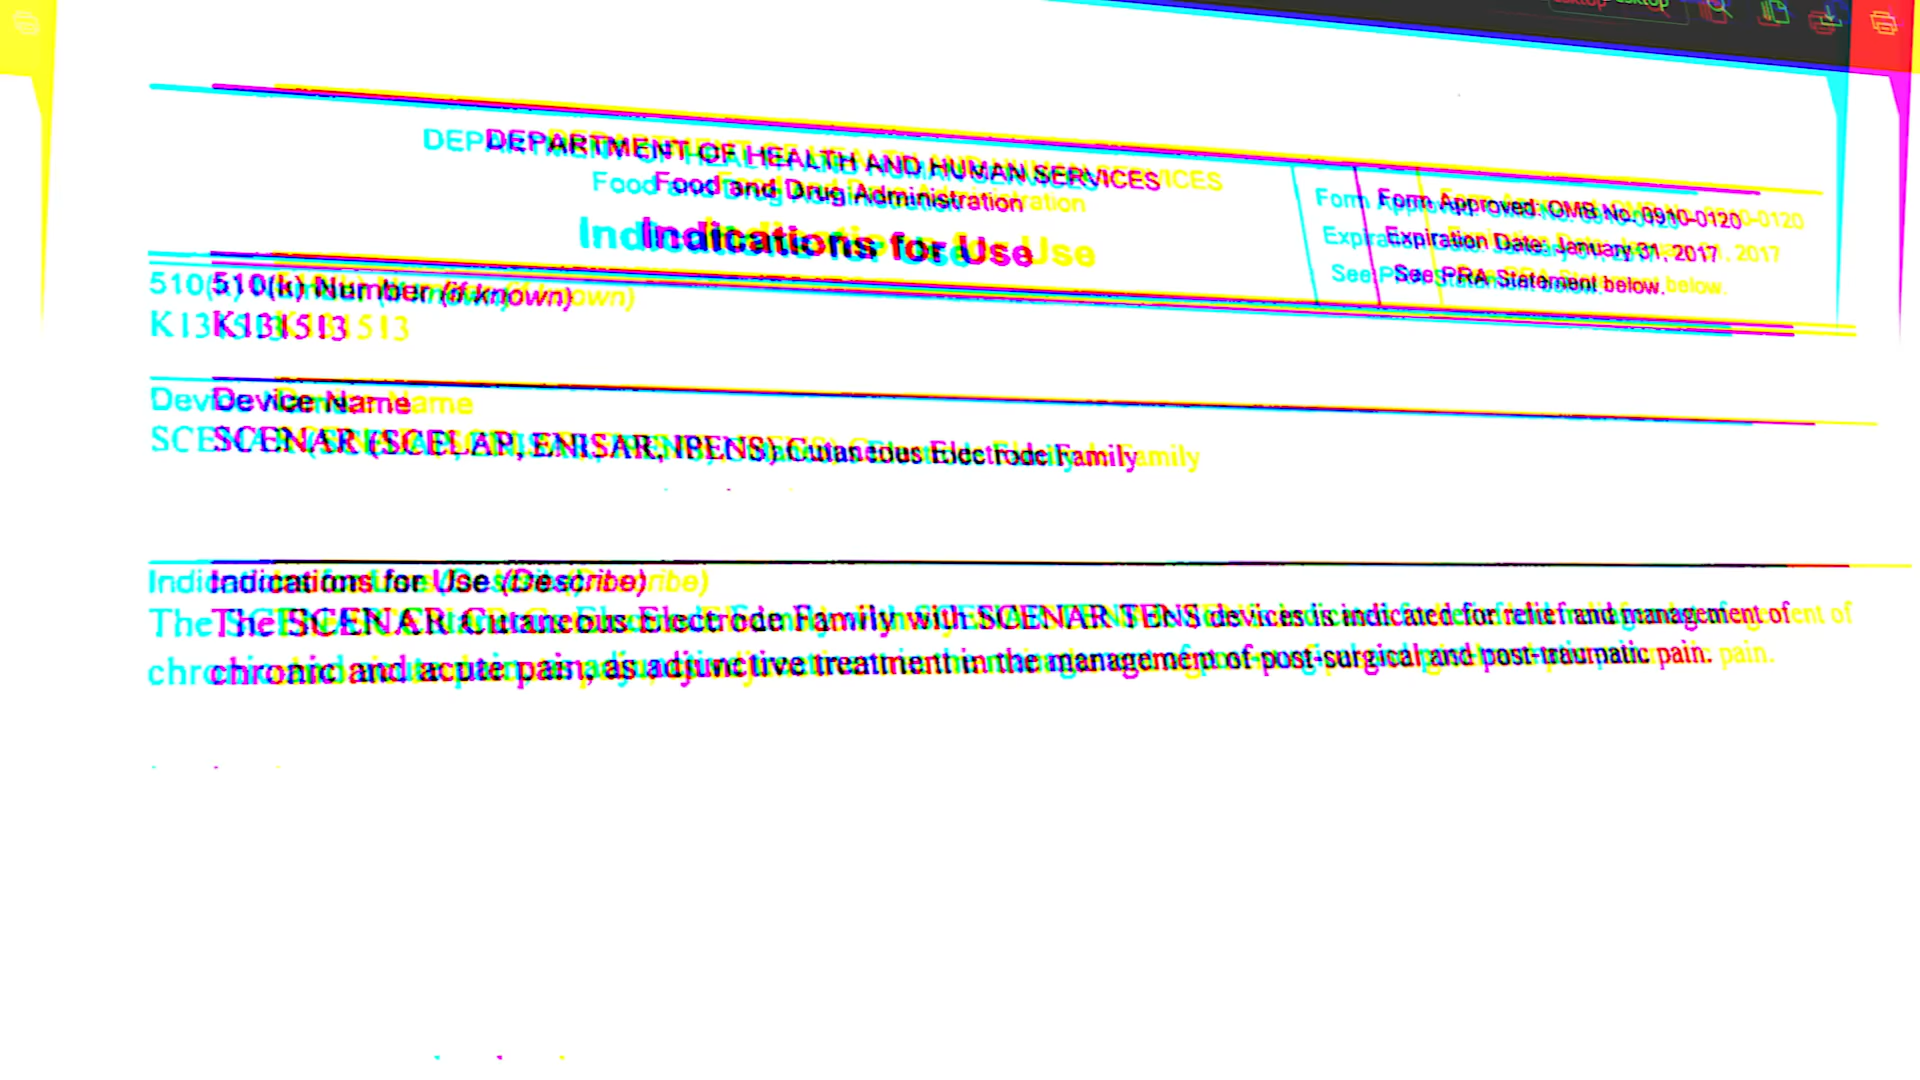 DEPARTMENT OF HEALTH AND HUMAN SERVICES
Food and Drug Administration
Indications for Use
Form Approved: OMB No. 0910-0120
Expiration Date: January 31, 2017
See PRA Statement below.
510(k) Number (if known)
K131513
Device Name
SCENAR (SCELAP, ENISAR, IPENS) Cutaneous Electrode Family
Indications for Use (Describe)
The SCENAR Cutaneous Electrode Family with SCENAR TENS devices is indicated for relief and management of
chronic and acute pain, as adjunctive treatment in the management of post-surgical and post-traumatic pain.